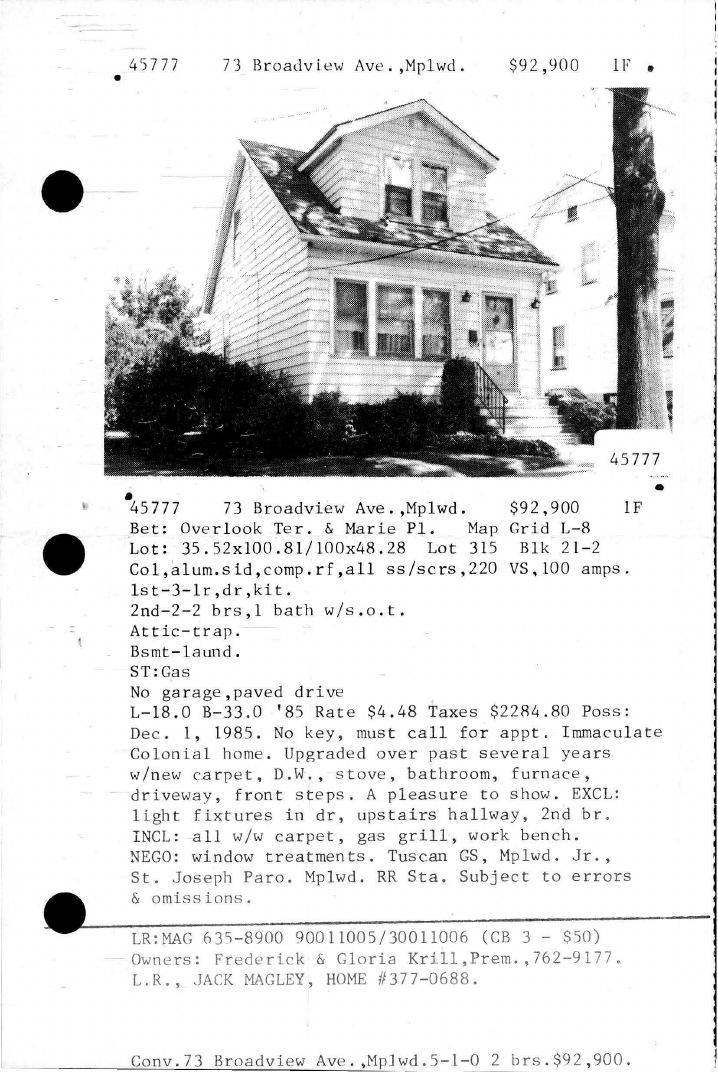 45777 73 Broadview Ave.,Mplwd. $92,900 1F
45777
45777 73 Broadview Ave.,Mplwd. $92,900 1F
Bet: Overlook Ter. & Marie Pl. Map Grid L-8
Lot: 35.52x100.81/100x48.28 Lot 315 Blk 21-2
Col,alum.sid,comp.rf,all ss/scrs,220 VS,100 amps.
1st-3-lr,dr,kit.
2nd-2-2 brs,1 bath w/s.o.t.
Attic-trap.
Bsmt-laund.
ST:Gas
No garage,paved drive
L-18.0 B-33.0 '85 Rate $4.48 Taxes $2284.80 Poss:
Dec. 1, 1985. No key, must call for appt. Immaculate
Colonial home. Upgraded over past several years
w/new carpet, D.W., stove, bathroom, furnace,
driveway, front steps. A pleasure to show. EXCL:
light fixtures in dr, upstairs hallway, 2nd br.
INCL: all w/w carpet, gas grill, work bench.
NEGO: window treatments. Tuscan GS, Mplwd. Jr.,
St. Joseph Paro. Mplwd. RR Sta. Subject to errors
& omissions.
LR:MAG 635-8900 90011005/30011006 (CB 3 - $50)
Owners: Frederick & Gloria Krill,Prem.,762-9177.
L.R., JACK MAGLEY, HOME #377-0688.
Conv.73 Broadview Ave.,Mplwd.5-1-0 2 brs.$92,900.